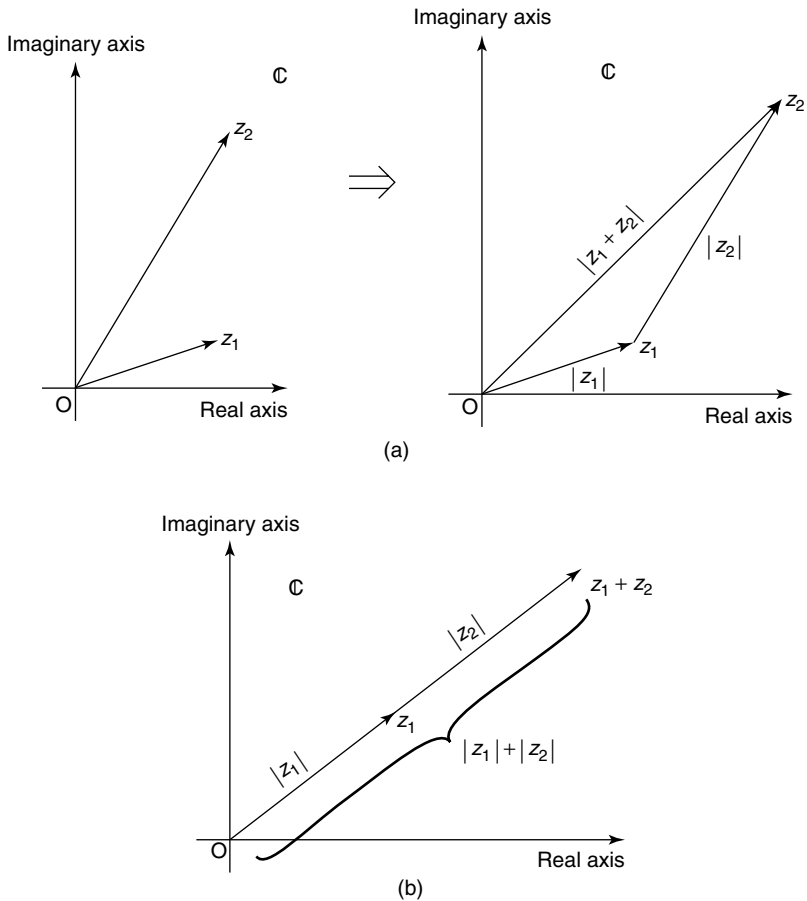 Imaginary axis
ℂ
z2
z1
O
Real axis
Imaginary axis
ℂ
z2
|z1 + z2|
|z2|
z1
|z1|
O
Real axis
(a)
Imaginary axis
ℂ
z1 + z2
|z2|
z1
|z1| + |z2|
|z1|
O
Real axis
(b)